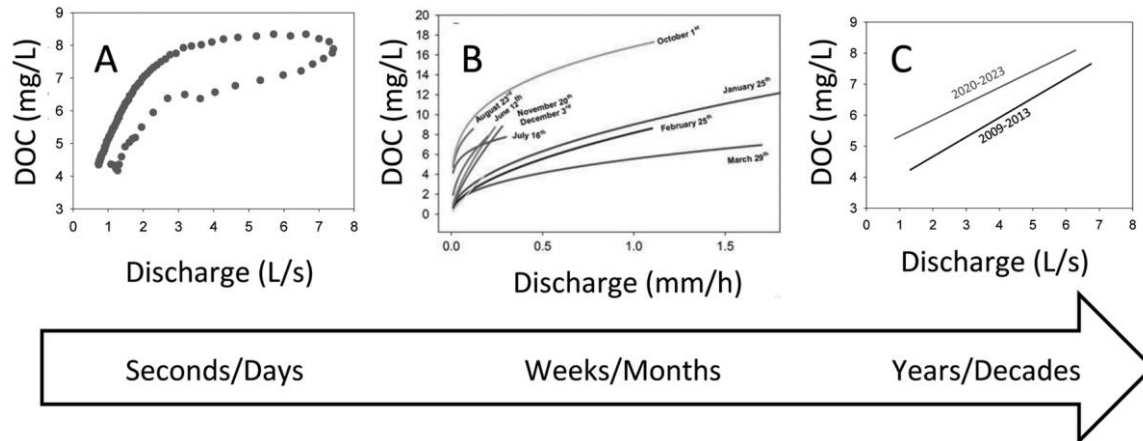 A
DOC (mg/L)
9
8
7
6
5
4
3
0 1 2 3 4 5 6 7 8
Discharge (L/s)
B
DOC (mg/L)
20
18
16
14
12
10
8
6
4
2
0
October 1st
August 23rd
June 12th
November 20th
December 3rd
July 16th
January 25th
February 25th
March 29th
0.0 0.5 1.0 1.5
Discharge (mm/h)
C
DOC (mg/L)
9
8
7
6
5
4
3
2020-2023
2009-2013
0 1 2 3 4 5 6 7 8
Discharge (L/s)
Seconds/Days
Weeks/Months
Years/Decades